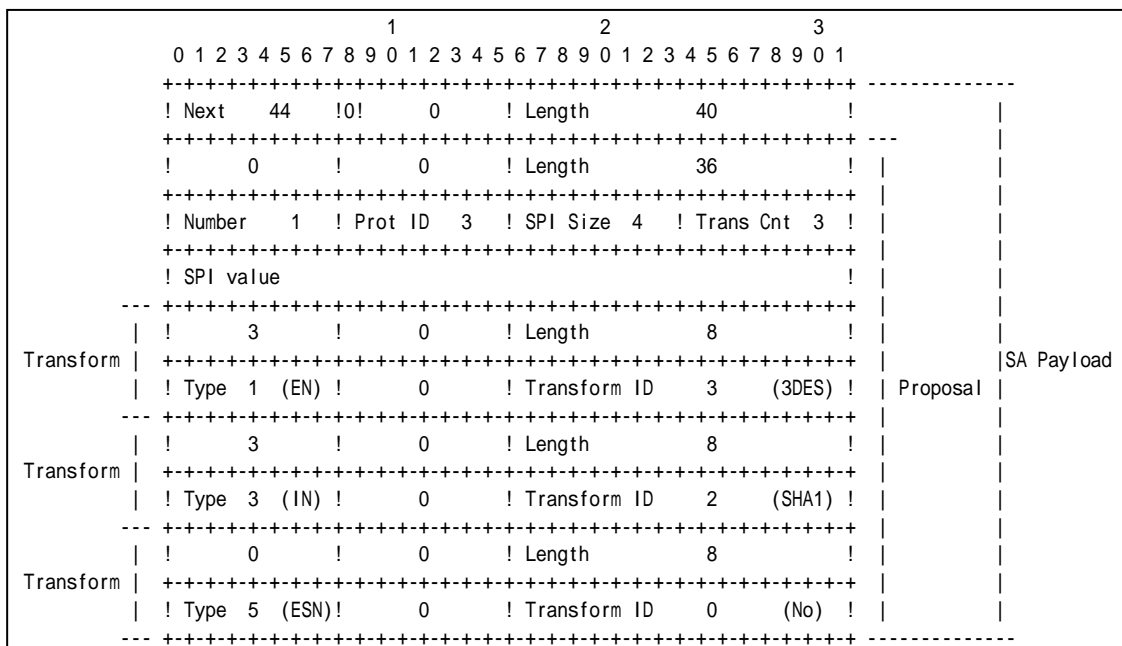 1                   2                   3
       0 1 2 3 4 5 6 7 8 9 0 1 2 3 4 5 6 7 8 9 0 1 2 3 4 5 6 7 8 9 0 1
              +-+-+-+-+-+-+-+-+-+-+-+-+-+-+-+-+-+-+-+-+-+-+-+-+-+-+-+-+-+-+-+-+ --------------
              ! Next    44    !0!      0      ! Length          40            !              |
              +-+-+-+-+-+-+-+-+-+-+-+-+-+-+-+-+-+-+-+-+-+-+-+-+-+-+-+-+-+-+-+-+ ---          |
              !       0       !       0       ! Length          36            !  |           |
              +-+-+-+-+-+-+-+-+-+-+-+-+-+-+-+-+-+-+-+-+-+-+-+-+-+-+-+-+-+-+-+-+  |           |
              ! Number    1   ! Prot ID   3   ! SPI Size  4   ! Trans Cnt  3  !  |           |
              +-+-+-+-+-+-+-+-+-+-+-+-+-+-+-+-+-+-+-+-+-+-+-+-+-+-+-+-+-+-+-+-+  |           |
              ! SPI value                                                     !  |           |
          --- +-+-+-+-+-+-+-+-+-+-+-+-+-+-+-+-+-+-+-+-+-+-+-+-+-+-+-+-+-+-+-+-+  |           |
           |  !       3       !       0       ! Length          8             !  |           |
 Transform |  +-+-+-+-+-+-+-+-+-+-+-+-+-+-+-+-+-+-+-+-+-+-+-+-+-+-+-+-+-+-+-+-+  |           |SA Payload
           |  ! Type  1  (EN) !       0       ! Transform ID    3     (3DES)  !  | Proposal  |
          --- +-+-+-+-+-+-+-+-+-+-+-+-+-+-+-+-+-+-+-+-+-+-+-+-+-+-+-+-+-+-+-+-+  |           |
           |  !       3       !       0       ! Length          8             !  |           |
 Transform |  +-+-+-+-+-+-+-+-+-+-+-+-+-+-+-+-+-+-+-+-+-+-+-+-+-+-+-+-+-+-+-+-+  |           |
           |  ! Type  3  (IN) !       0       ! Transform ID    2     (SHA1)  !  |           |
          --- +-+-+-+-+-+-+-+-+-+-+-+-+-+-+-+-+-+-+-+-+-+-+-+-+-+-+-+-+-+-+-+-+  |           |
           |  !       0       !       0       ! Length          8             !  |           |
 Transform |  +-+-+-+-+-+-+-+-+-+-+-+-+-+-+-+-+-+-+-+-+-+-+-+-+-+-+-+-+-+-+-+-+  |           |
           |  ! Type  5  (ESN)!       0       ! Transform ID    0      (No)   !  |           |
          --- +-+-+-+-+-+-+-+-+-+-+-+-+-+-+-+-+-+-+-+-+-+-+-+-+-+-+-+-+-+-+-+-+ --------------